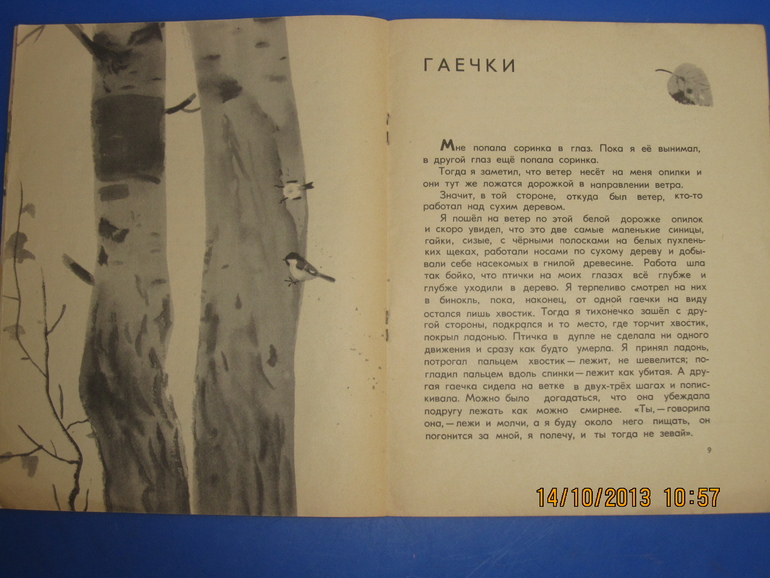 ГАЕЧКИ
Мне попала соринка в глаз. Пока я её вынимал,
в другой глаз ещё попала соринка.
Тогда я заметил, что ветер несёт на меня опилки и
они тут же ложатся дорожкой в направлении ветра.
Значит, в той стороне, откуда был ветер, кто-то
работал над сухим деревом.
Я пошёл на ветер по этой белой дорожке опилок
и скоро увидел, что это две самые маленькие синицы,
гайки, сизые, с чёрными полосками на белых пухлень-
ких щеках, работали носами по сухому дереву и добы-
вали себе насекомых в гнилой древесине. Работа шла
так бойко, что птички на моих глазах всё глубже и
глубже уходили в дерево. Я терпеливо смотрел на них
в бинокль, пока, наконец, от одной гаечки на виду
остался лишь хвостик. Тогда я тихонечко зашёл с дру-
гой стороны, подкрался и то место, где торчит хвостик,
покрыл ладонью. Птичка в дупле не сделала ни одного
движения и сразу как будто умерла. Я принял ладонь,
потрогал пальцем хвостик — лежит, не шевелится; по-
гладил пальцем вдоль спинки — лежит как убитая. А дру-
гая гаечка сидела на ветке в двух-трёх шагах и попис-
кивала. Можно было догадаться, что она убеждала
подругу лежать как можно смирнее. «Ты, — говорила
она, — лежи и молчи, а я буду около него пищать, он
погонится за мной, я полечу, и ты тогда не зевай».
9
14/10/2013 10:57